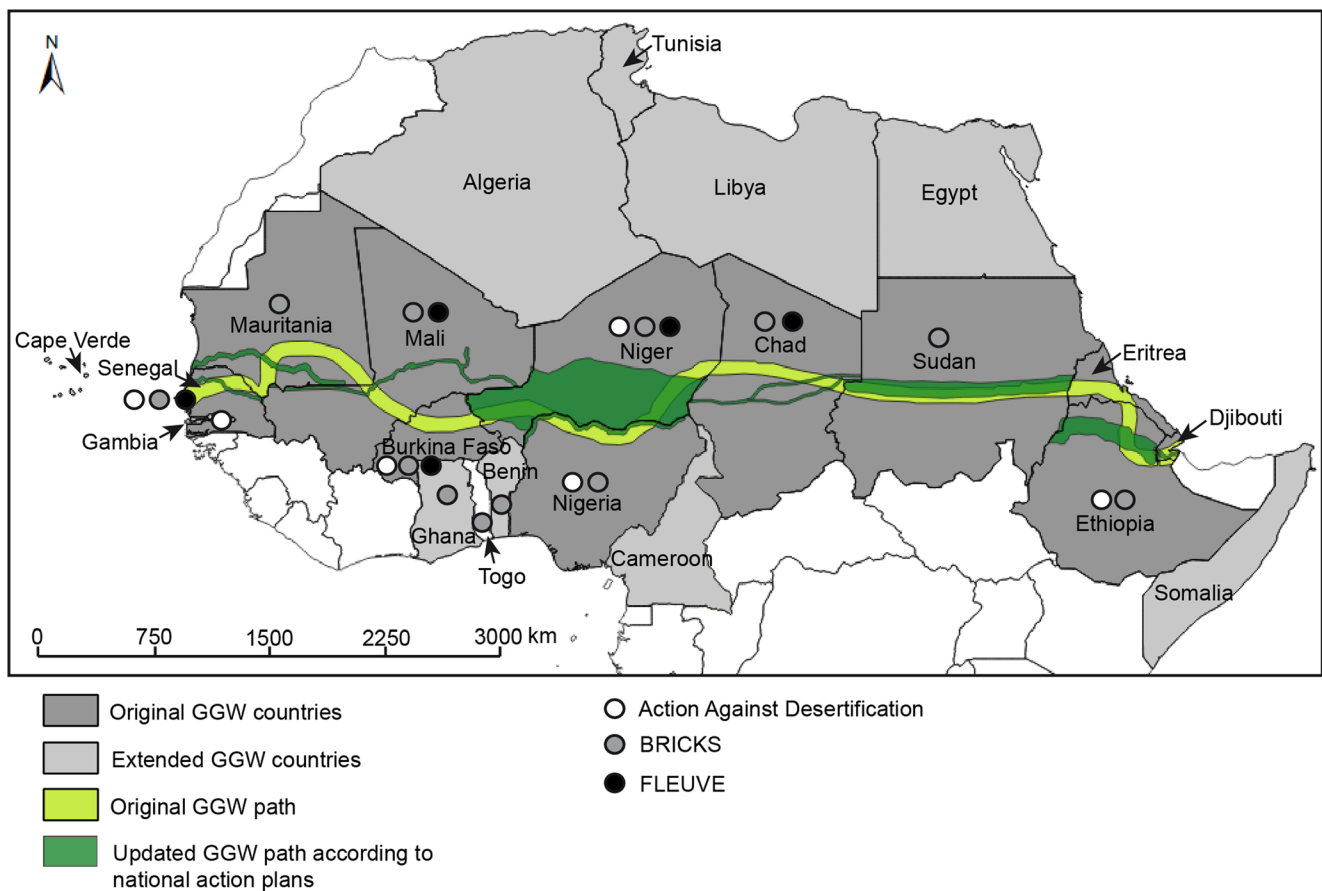 N
Tunisia
Algeria
Libya
Egypt
Mauritania
Mali
Niger
Chad
Sudan
Eritrea
Cape Verde
Senegal
Gambia
Djibouti
Burkina Faso
Benin
Nigeria
Ethiopia
Ghana
Togo
Cameroon
Somalia
0 750 1500 2250 3000 km
Original GGW countries
Extended GGW countries
Original GGW path
Updated GGW path according to
national action plans
Action Against Desertification
BRICKS
FLEUVE